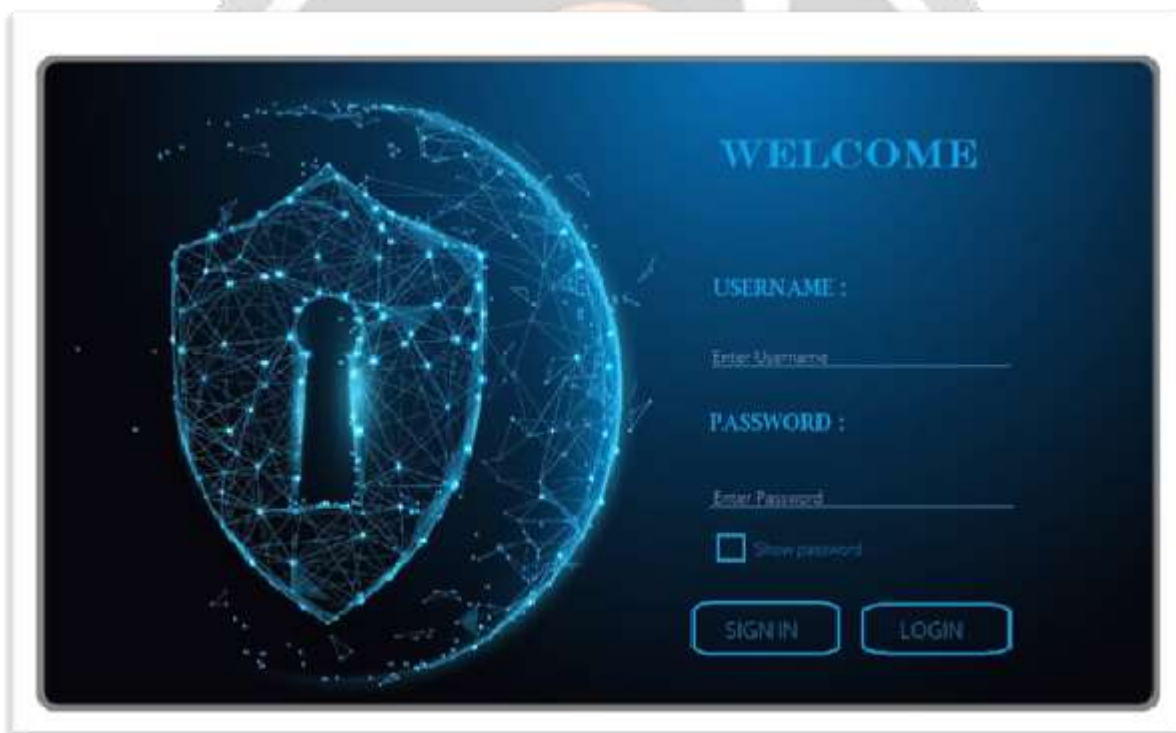 WELCOME
USERNAME :
Enter Username
PASSWORD :
Enter Password
Show password
SIGN IN LOGIN